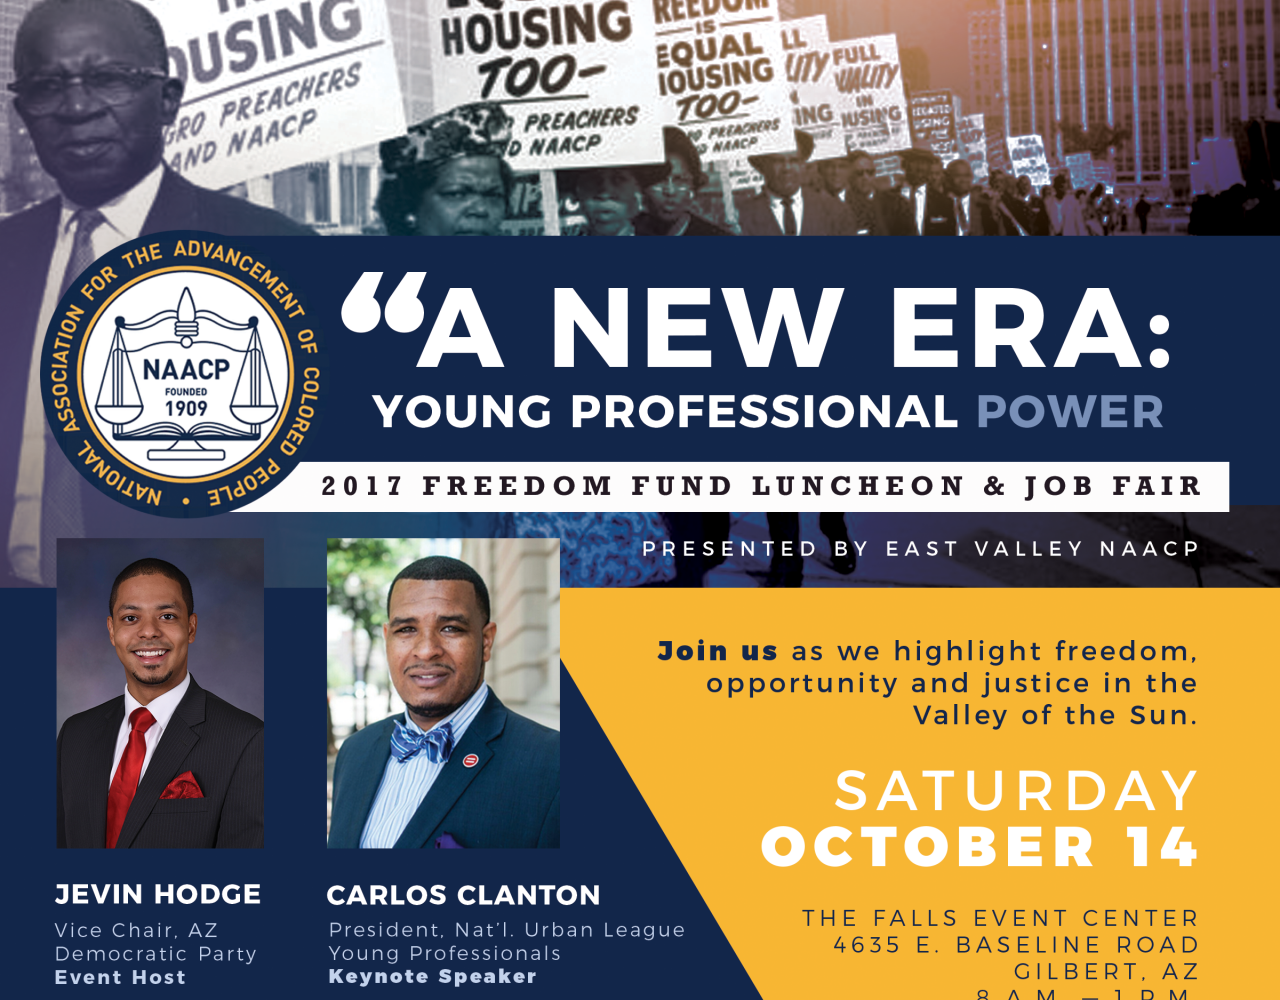 HOUSING
GRO PREACHERS
AND NAACP
HOUSING
TOO-
PREACHERS
NAACP
FREEDOM
IS
EQUAL
HOUSING
TOO-
PREACHERS
NAACP
FULL
NATIONAL ASSOCIATION FOR THE ADVANCEMENT OF COLORED PEOPLE •
NAACP
FOUNDED
1909
“A NEW ERA:
YOUNG PROFESSIONAL POWER
2017 FREEDOM FUND LUNCHEON & JOB FAIR
PRESENTED BY EAST VALLEY NAACP
Join us as we highlight freedom,
opportunity and justice in the
Valley of the Sun.
SATURDAY
OCTOBER 14
THE FALLS EVENT CENTER
4635 E. BASELINE ROAD
GILBERT, AZ
8 A.M. – 1 P.M.
JEVIN HODGE
Vice Chair, AZ
Democratic Party
Event Host
CARLOS CLANTON
President, Nat’l. Urban League
Young Professionals
Keynote Speaker